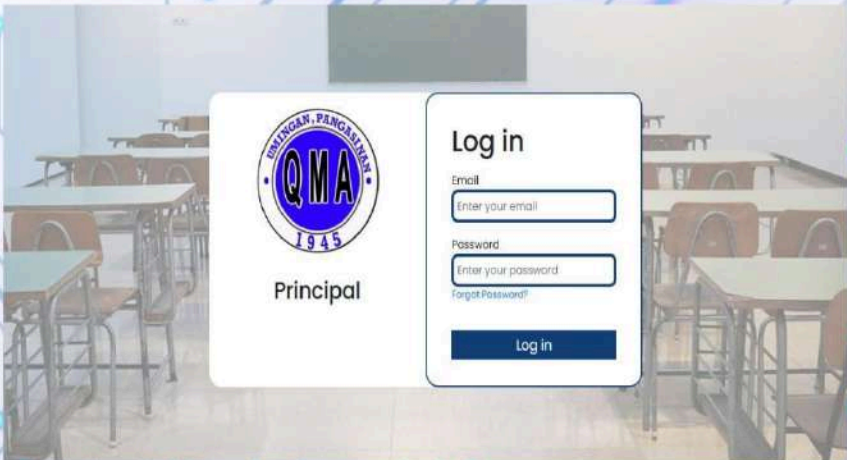 UMINGAN, PANGASINAN
QMA
1945
Principal
Log in
Email
Enter your email
Password
Enter your password
Forgot Password?
Log in